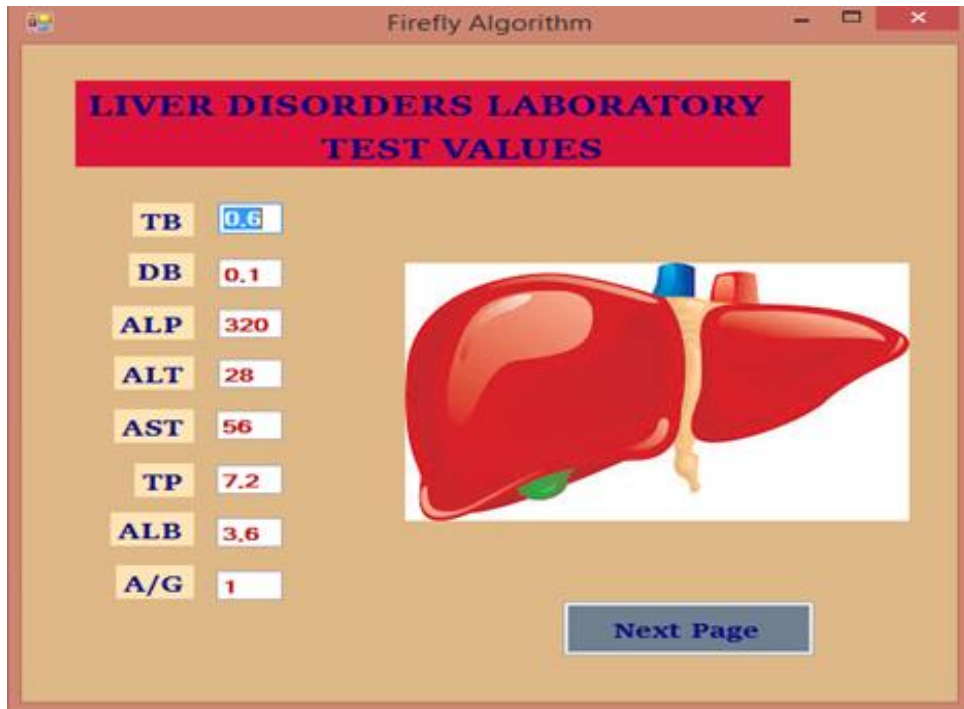 Firefly Algorithm
LIVER DISORDERS LABORATORY
TEST VALUES
TB 0.6
DB 0.1
ALP 320
ALT 28
AST 56
TP 7.2
ALB 3.6
A/G 1
Next Page